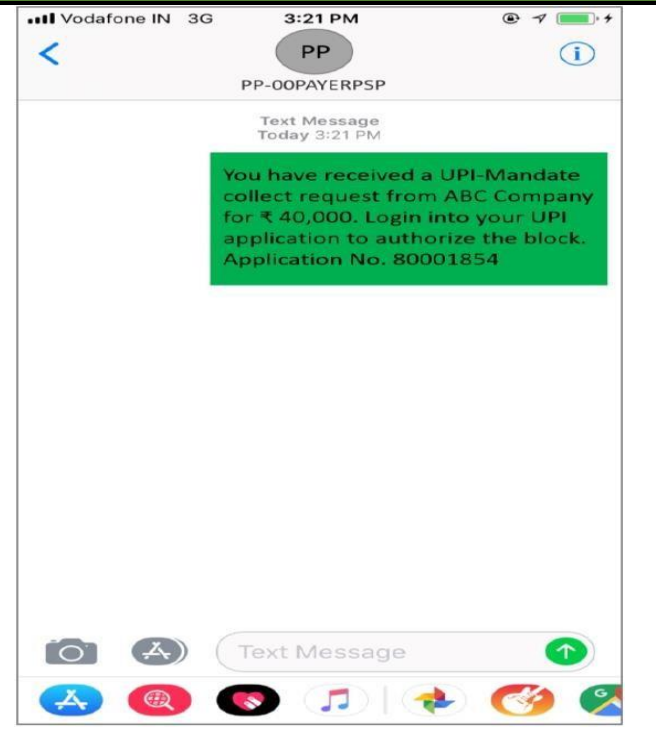 Vodafone IN 3G 3:21 PM
PP
PP-00PAYERPSP
Text Message
Today 3:21 PM
You have received a UPI-Mandate
collect request from ABC Company
for ₹ 40,000. Login into your UPI
application to authorize the block.
Application No. 80001854
Text Message
G